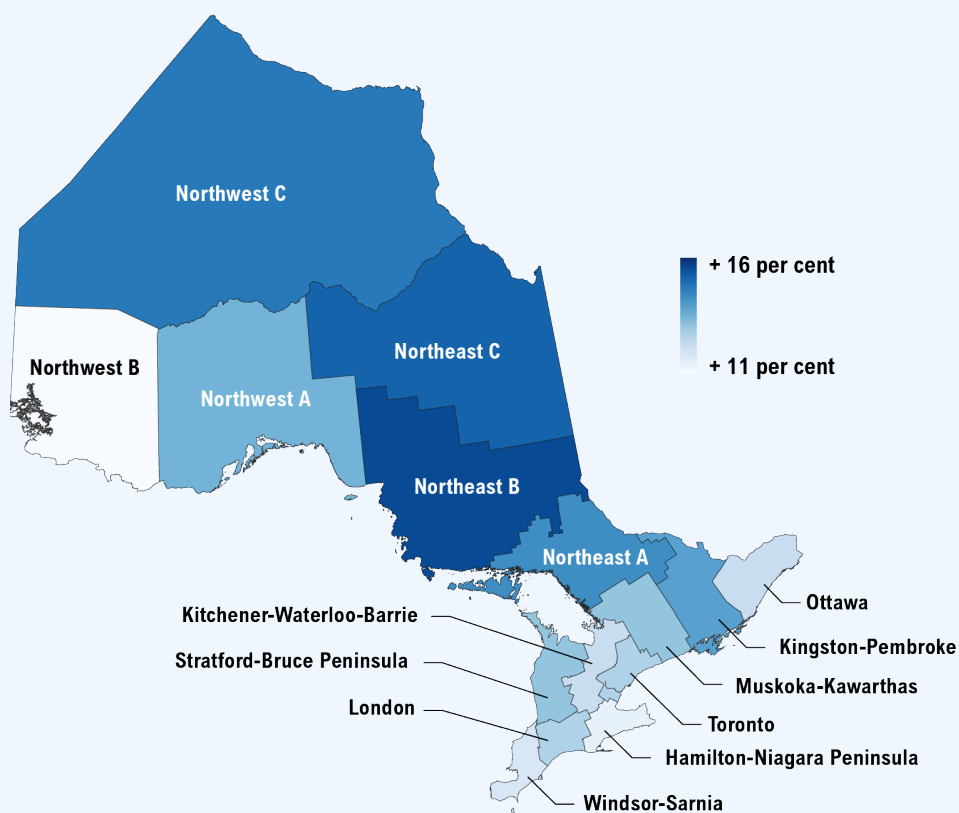 Northwest C
+ 16 per cent
Northeast C
Northwest B
+ 11 per cent
Northwest A
Northeast B
Northeast A
Ottawa
Kitchener-Waterloo-Barrie
Kingston-Pembroke
Stratford-Bruce Peninsula
Muskoka-Kawarthas
London
Toronto
Hamilton-Niagara Peninsula
Windsor-Sarnia